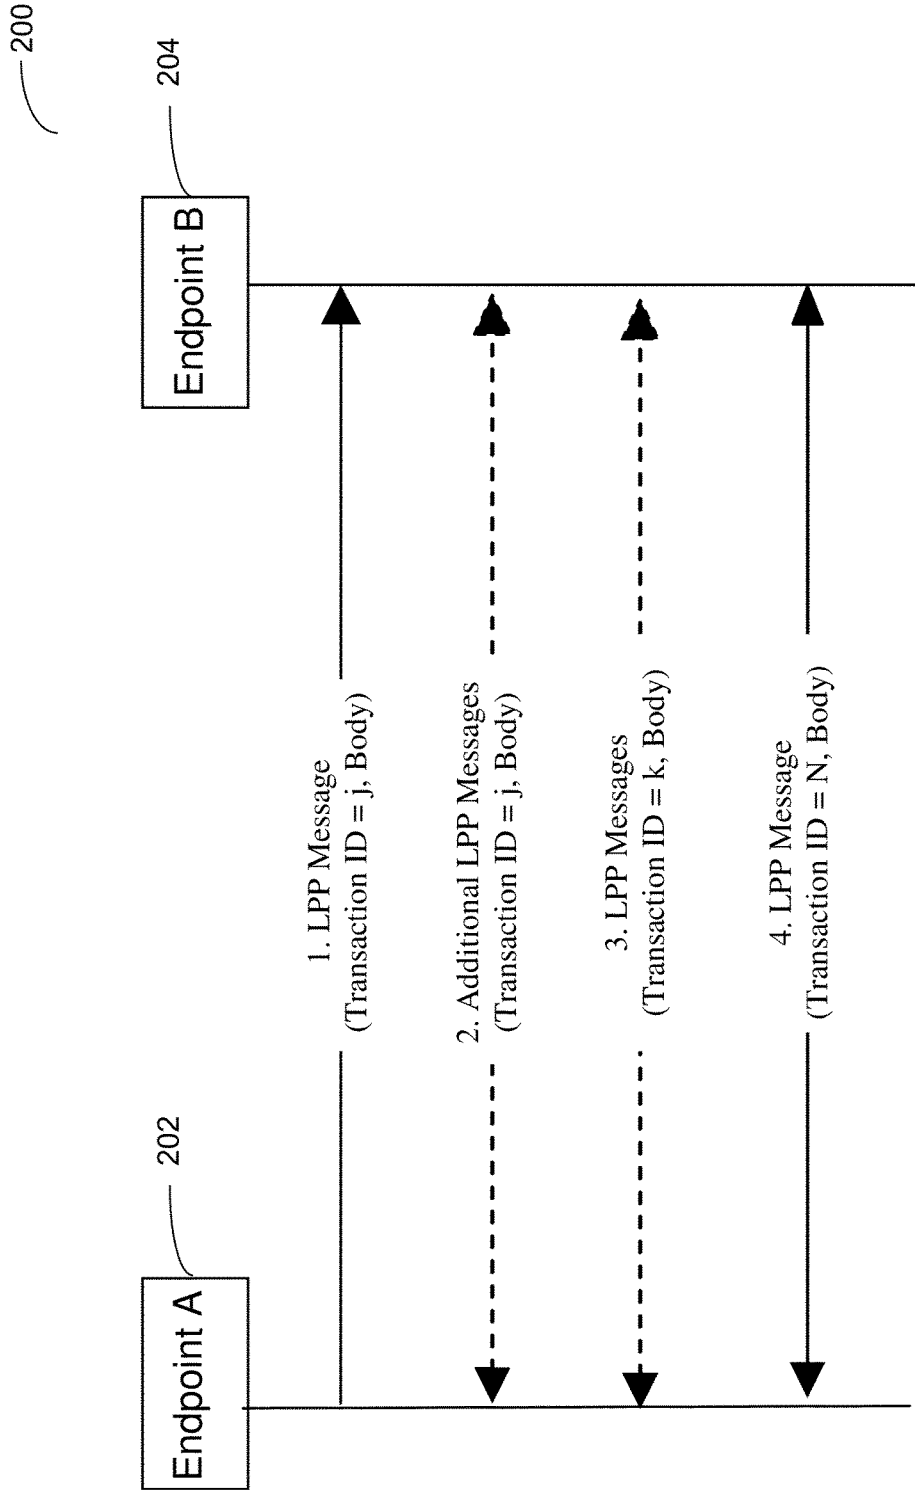 200
Endpoint A
202
Endpoint B
204
1. LPP Message
(Transaction ID = j, Body)
2. Additional LPP Messages
(Transaction ID = j, Body)
3. LPP Messages
(Transaction ID = k, Body)
4. LPP Message
(Transaction ID = N, Body)